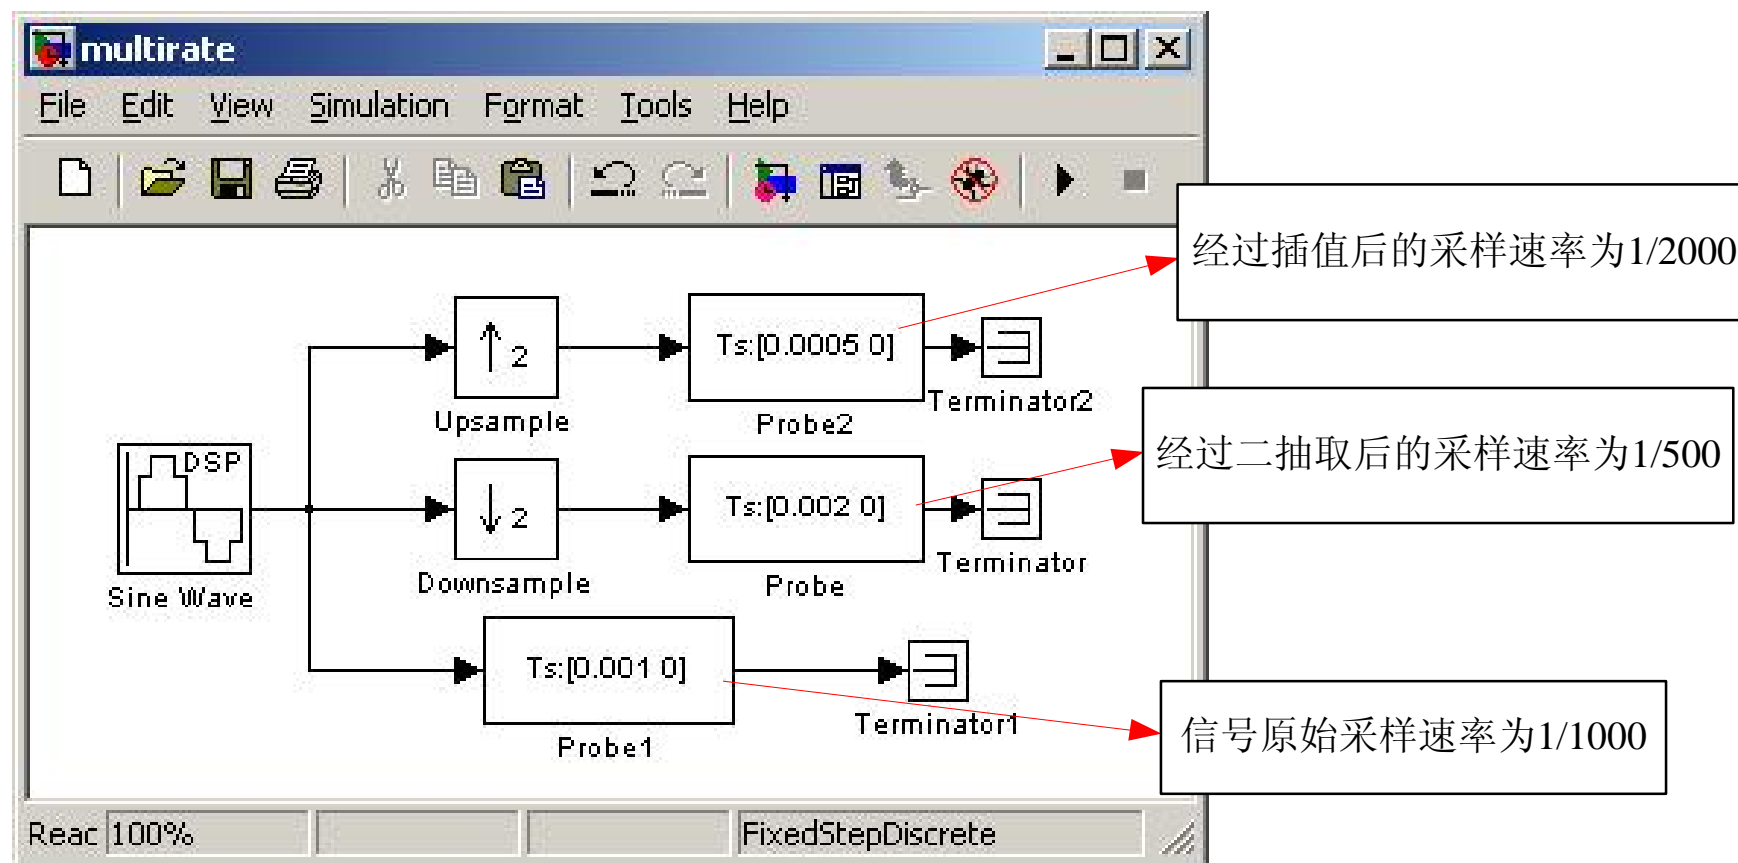 multirate
File Edit View Simulation Format Tools Help
经过插值后的采样速率为1/2000
2
Upsample
Ts:[0.0005 0]
Probe2
Terminator2
经过二抽取后的采样速率为1/500
DSP
Sine Wave
2
Downsample
Ts:[0.002 0]
Probe
Terminator
Ts:[0.001 0]
Probe1
Terminator1
信号原始采样速率为1/1000
Reac 100% FixedStepDiscrete